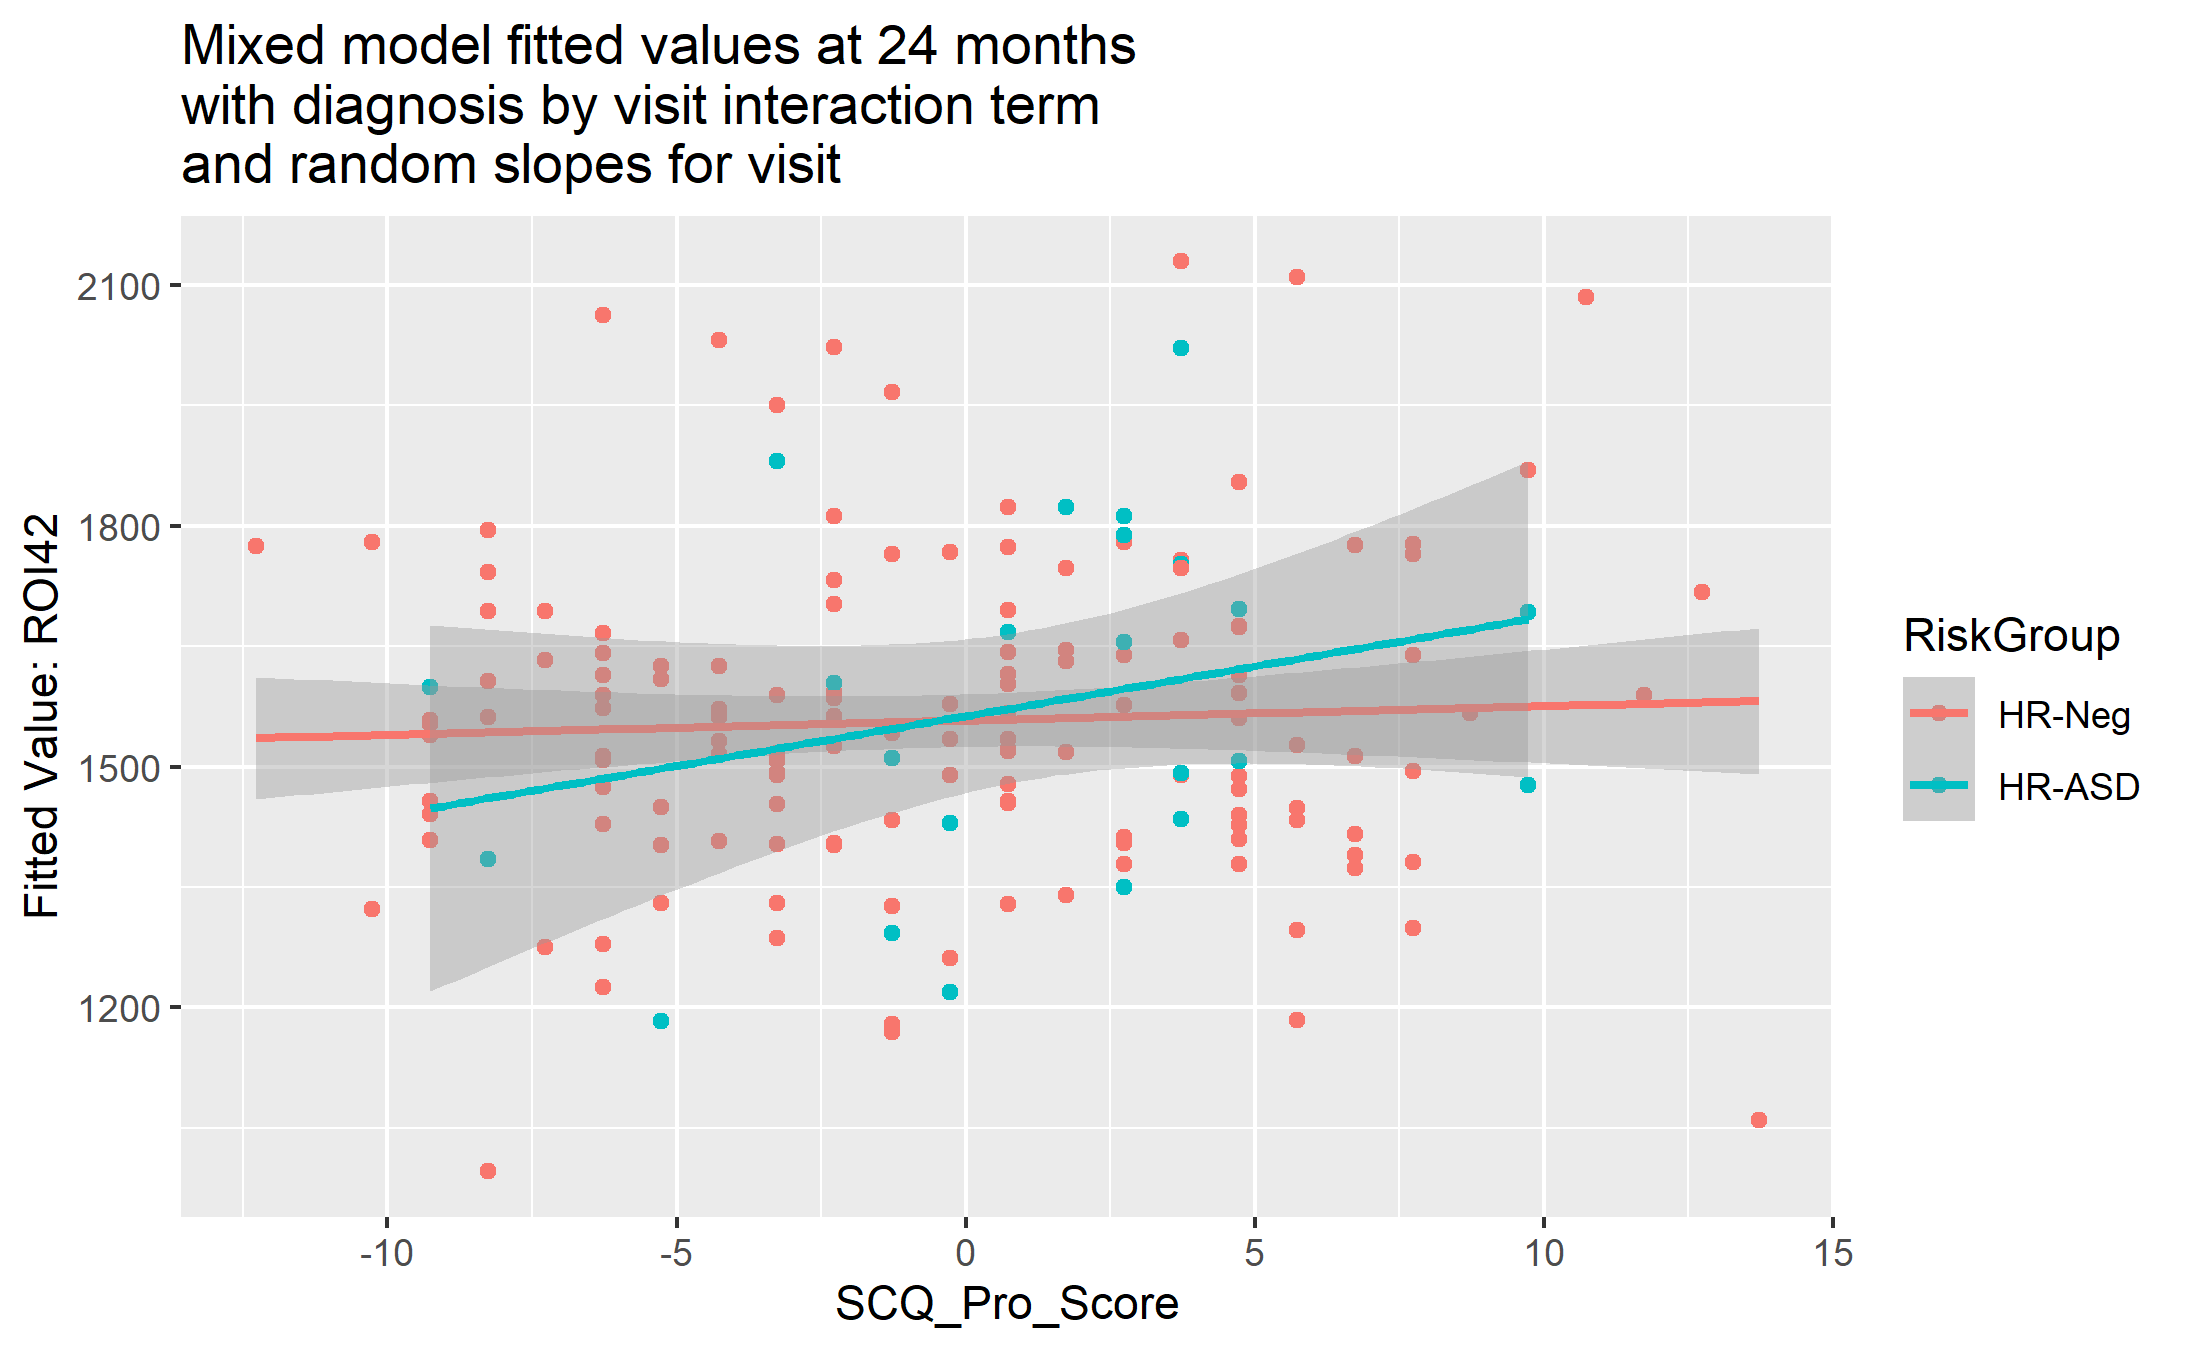 Mixed model fitted values at 24 months
with diagnosis by visit interaction term
and random slopes for visit
Fitted Value: ROI42
2100
1800
1500
1200
-10
-5
0
5
10
15
SCQ_Pro_Score
RiskGroup
HR-Neg
HR-ASD